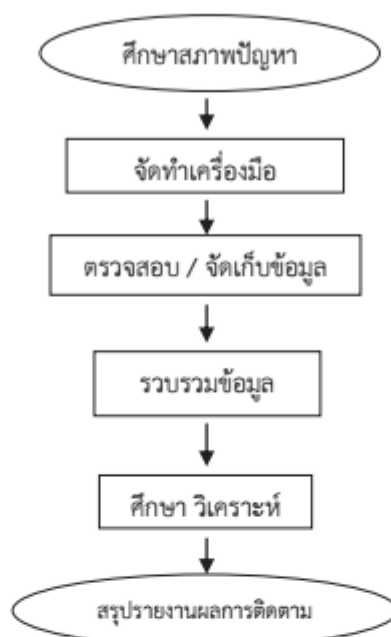 ศึกษาสภาพปัญหา
จัดทำเครื่องมือ
ตรวจสอบ / จัดเก็บข้อมูล
รวบรวมข้อมูล
ศึกษา วิเคราะห์
สรุปรายงานผลการติดตาม